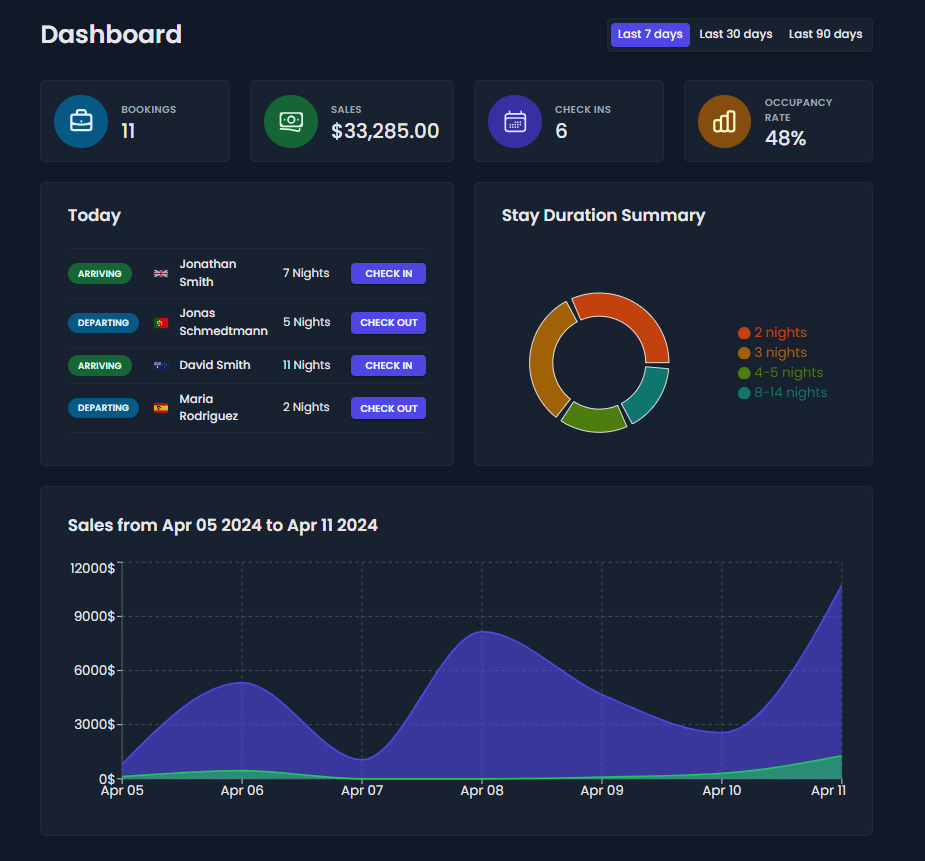 Dashboard
Last 7 days Last 30 days Last 90 days
BOOKINGS
11
SALES
$33,285.00
CHECK INS
6
OCCUPANCY
RATE
48%
Today
ARRIVING Jonathan Smith 7 Nights CHECK IN
DEPARTING Jonas Schmedtmann 5 Nights CHECK OUT
ARRIVING David Smith 11 Nights CHECK IN
DEPARTING Maria Rodriguez 2 Nights CHECK OUT
Stay Duration Summary
2 nights
3 nights
4-5 nights
8-14 nights
Sales from Apr 05 2024 to Apr 11 2024
12000$
9000$
6000$
3000$
0$
Apr 05 Apr 06 Apr 07 Apr 08 Apr 09 Apr 10 Apr 11